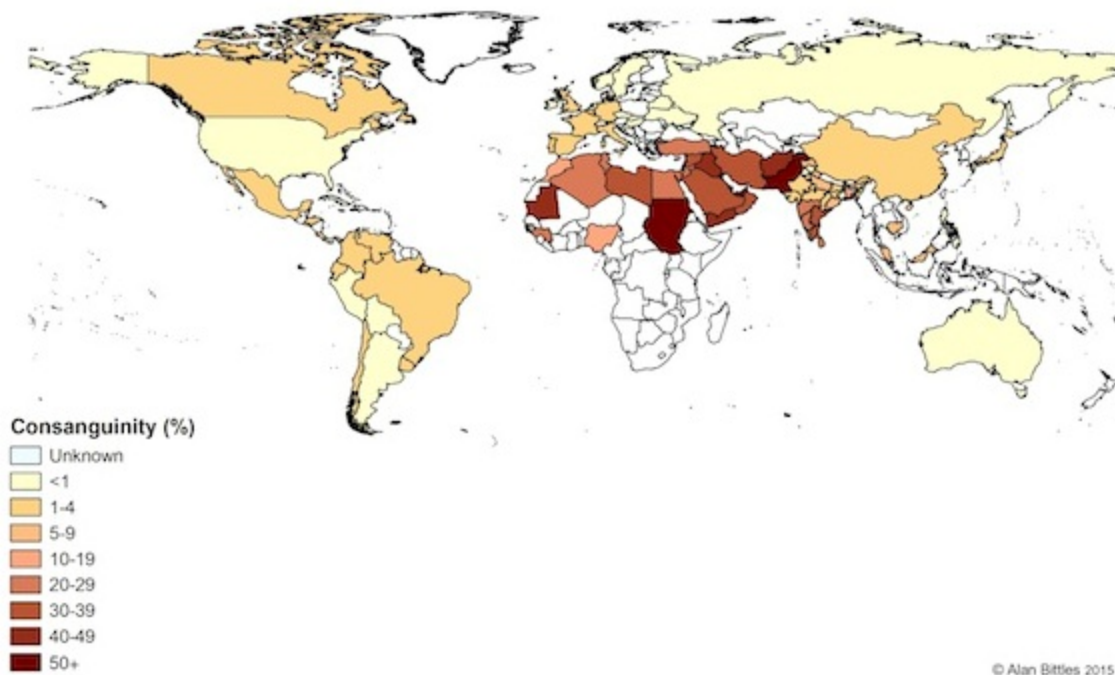 Consanguinity (%)
Unknown
<1
1-4
5-9
10-19
20-29
30-39
40-49
50+
© Alan Bittles 2015